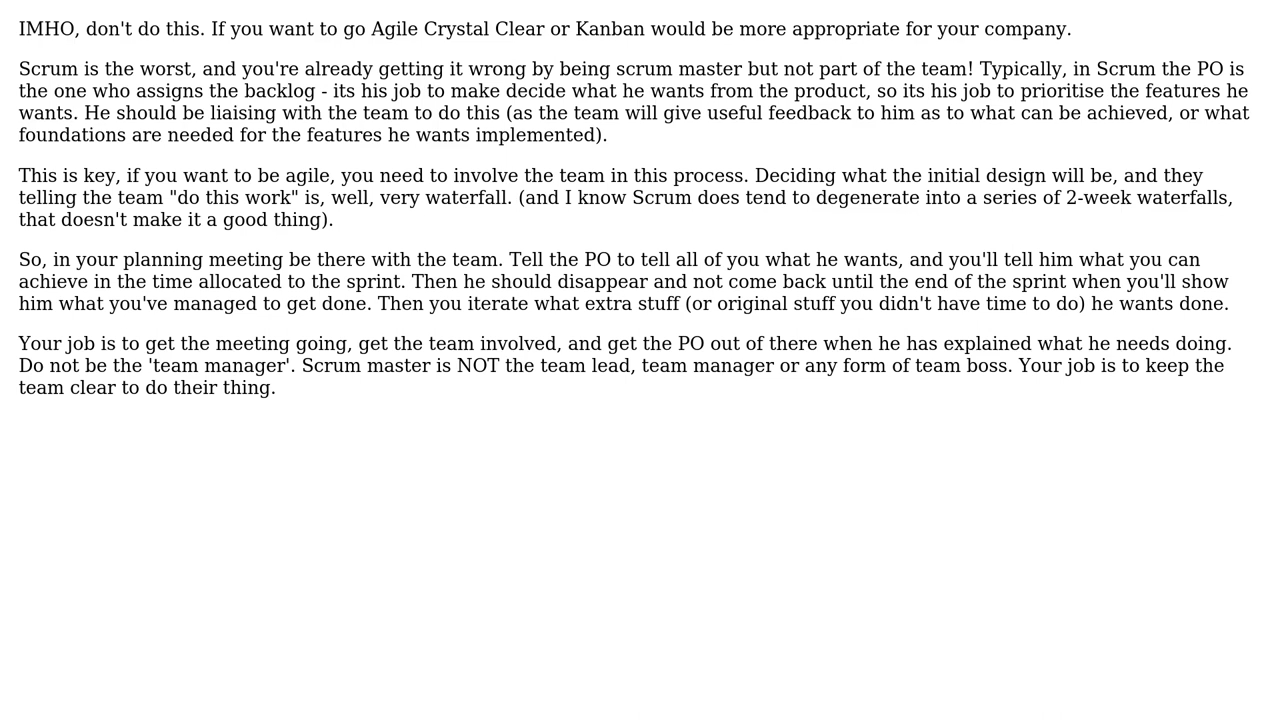 IMHO, don't do this. If you want to go Agile Crystal Clear or Kanban would be more appropriate for your company.
Scrum is the worst, and you're already getting it wrong by being scrum master but not part of the team! Typically, in Scrum the PO is
the one who assigns the backlog - its his job to make decide what he wants from the product, so its his job to prioritise the features he
wants. He should be liaising with the team to do this (as the team will give useful feedback to him as to what can be achieved, or what
foundations are needed for the features he wants implemented).
This is key, if you want to be agile, you need to involve the team in this process. Deciding what the initial design will be, and they
telling the team "do this work" is, well, very waterfall. (and I know Scrum does tend to degenerate into a series of 2-week waterfalls,
that doesn't make it a good thing).
So, in your planning meeting be there with the team. Tell the PO to tell all of you what he wants, and you'll tell him what you can
achieve in the time allocated to the sprint. Then he should disappear and not come back until the end of the sprint when you'll show
him what you've managed to get done. Then you iterate what extra stuff (or original stuff you didn't have time to do) he wants done.
Your job is to get the meeting going, get the team involved, and get the PO out of there when he has explained what he needs doing.
Do not be the 'team manager'. Scrum master is NOT the team lead, team manager or any form of team boss. Your job is to keep the
team clear to do their thing.